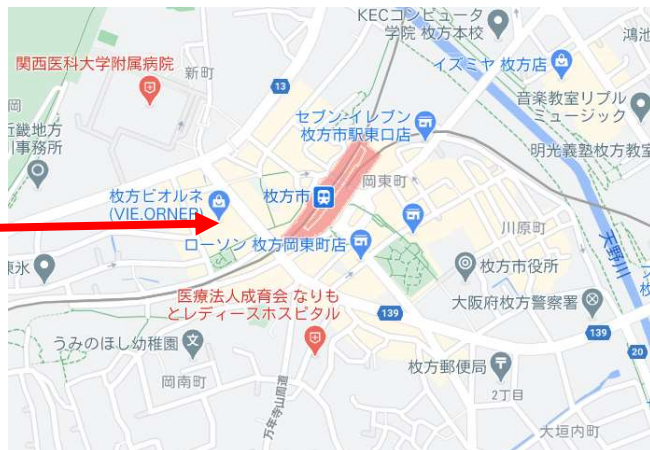 KECコンピュータ
学院 枚方本校
鴻池
関西医科大学附属病院
新町
イズミヤ 枚方店
13
岡
セブン-イレブン
枚方市駅東口店
音楽教室リブル
ミュージック
近畿地方
事務所
明光義塾枚方教室
岡東町
枚方ビオルネ
(VIE.ORNER)
枚方市
川原町
天野川
ローソン 枚方岡東町店
枚方市役所
東氷
医療法人成育会 なりも
とレディースホスピタル
大阪府枚方警察署
枚
139
139
うみのほし幼稚園
20
枚方郵便局
岡南町
2丁目
万年寺山周道
大垣内町